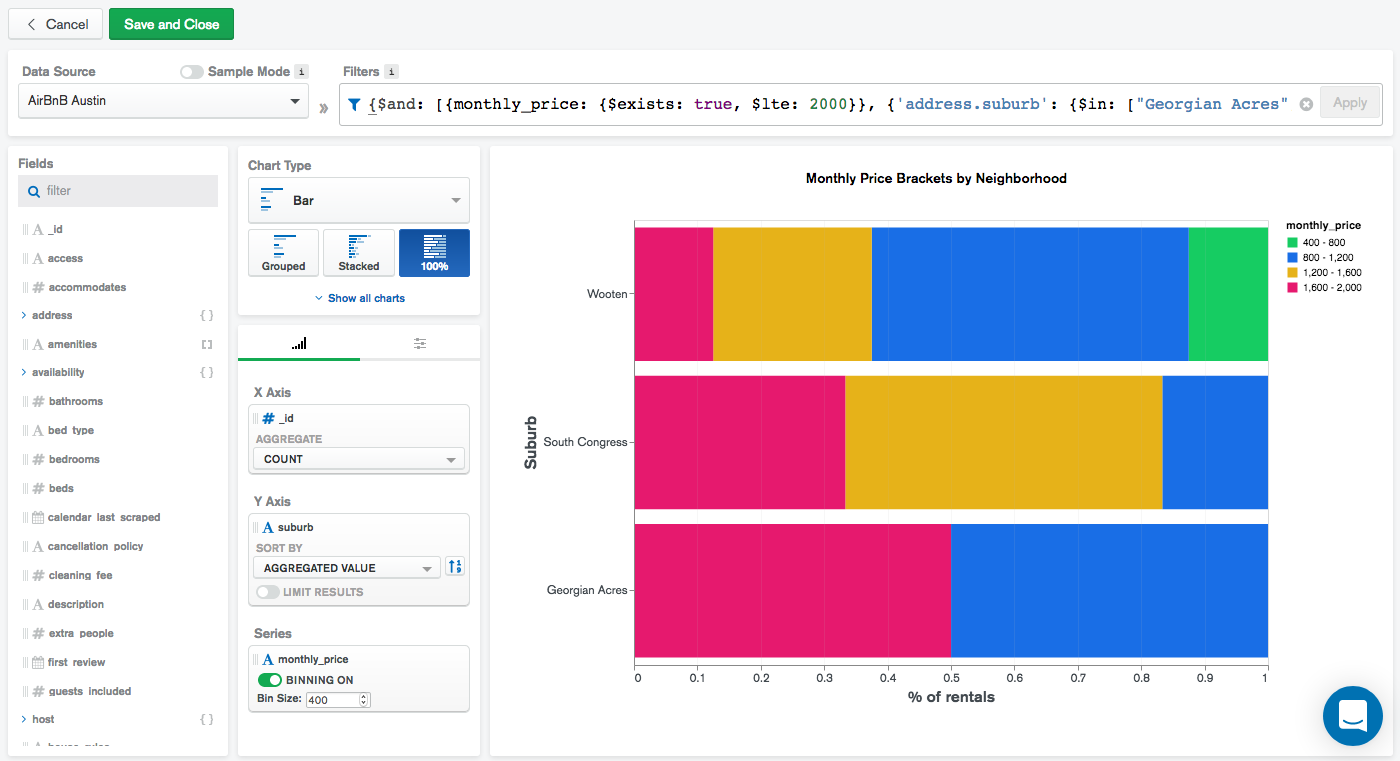 Cancel
Save and Close
Data Source
Sample Mode i
Filters i
AirBnB Austin
{$and: [{monthly_price: {$exists: true, $lte: 2000}}, {'address.suburb': {$in: ["Georgian Acres"
Apply
Fields
filter
A _id
A access
# accommodates
address { }
A amenities [ ]
availability { }
# bathrooms
A bed_type
# bedrooms
# beds
calendar_last_scraped
A cancellation_policy
# cleaning_fee
A description
# extra_people
first_review
# guests_included
host { }
Chart Type
Bar
Grouped
Stacked
100%
Show all charts
X Axis
# _id
AGGREGATE
COUNT
Y Axis
A suburb
SORT BY
AGGREGATED VALUE
LIMIT RESULTS
Series
A monthly_price
BINNING ON
Bin Size: 400
Monthly Price Brackets by Neighborhood
monthly_price
400 - 800
800 - 1,200
1,200 - 1,600
1,600 - 2,000
Suburb
Wooten
South Congress
Georgian Acres
0 0.1 0.2 0.3 0.4 0.5 0.6 0.7 0.8 0.9 1
% of rentals